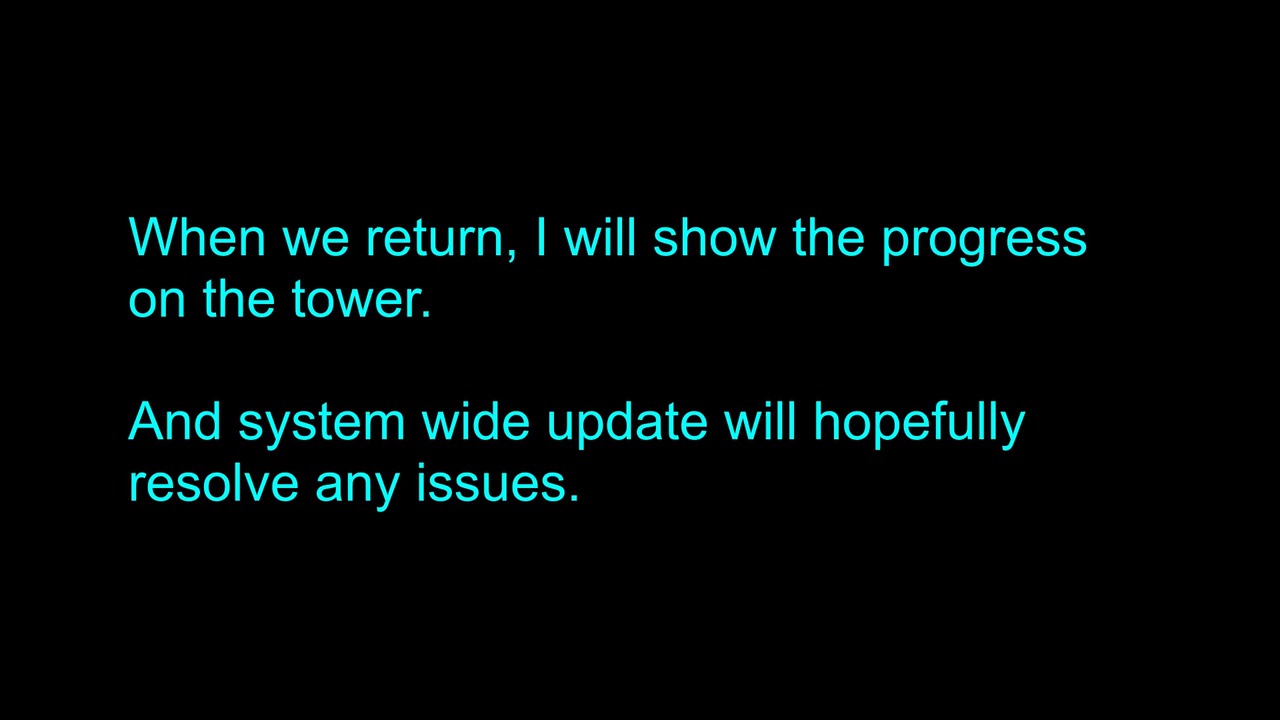 When we return, I will show the progress
on the tower.
And system wide update will hopefully
resolve any issues.